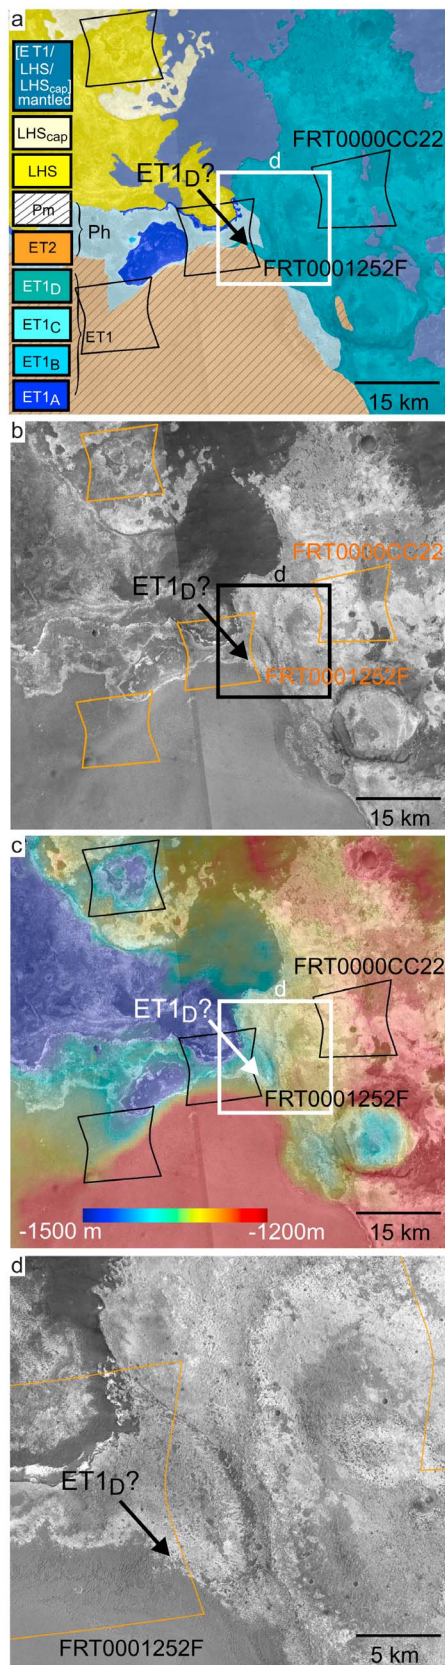 a
[E T1/
LHS/
LHScap]
mantled
LHScap
LHS
Pm
Ph
ET2
ET1D
ET1C
ET1
ET1B
ET1A
d
FRT0000CC22
ET1D?
FRT0001252F
15 km
b
FRT0000CC22
d
ET1D?
FRT0001252F
15 km
c
FRT0000CC22
d
ET1D?
FRT0001252F
-1500 m
-1200m
15 km
d
ET1D?
FRT0001252F
5 km